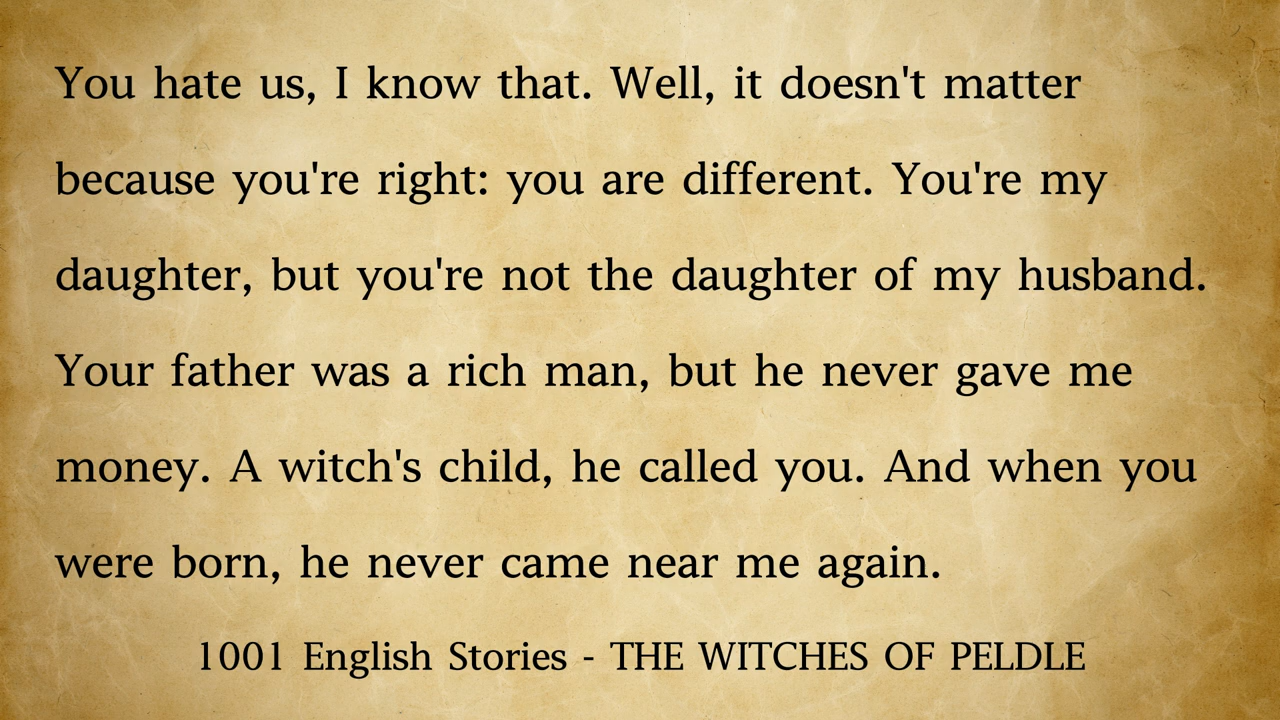 You hate us, I know that. Well, it doesn't matter
because you're right: you are different. You're my
daughter, but you're not the daughter of my husband.
Your father was a rich man, but he never gave me
money. A witch's child, he called you. And when you
were born, he never came near me again.
1001 English Stories - THE WITCHES OF PELDLE